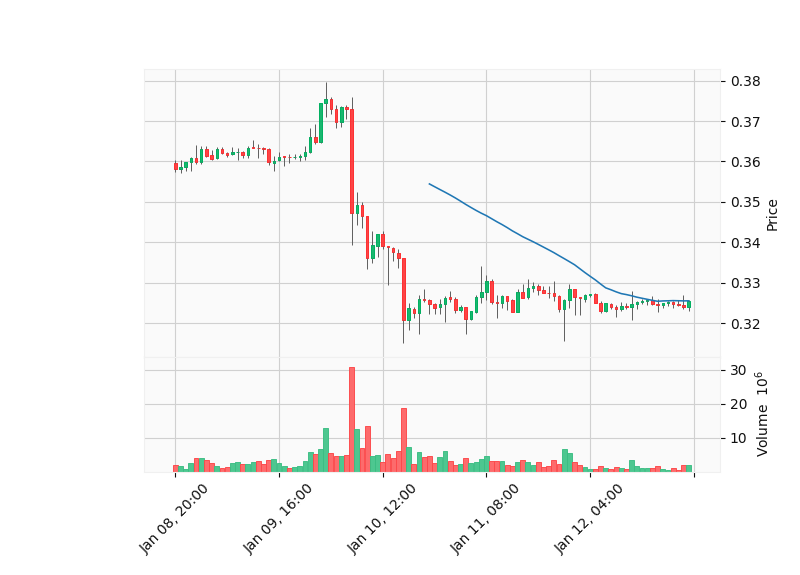 0.38
0.37
0.36
0.35
0.34
0.33
0.32
Price
30
20
10
Volume 10⁶
Jan 08, 20:00
Jan 09, 16:00
Jan 10, 12:00
Jan 11, 08:00
Jan 12, 04:00